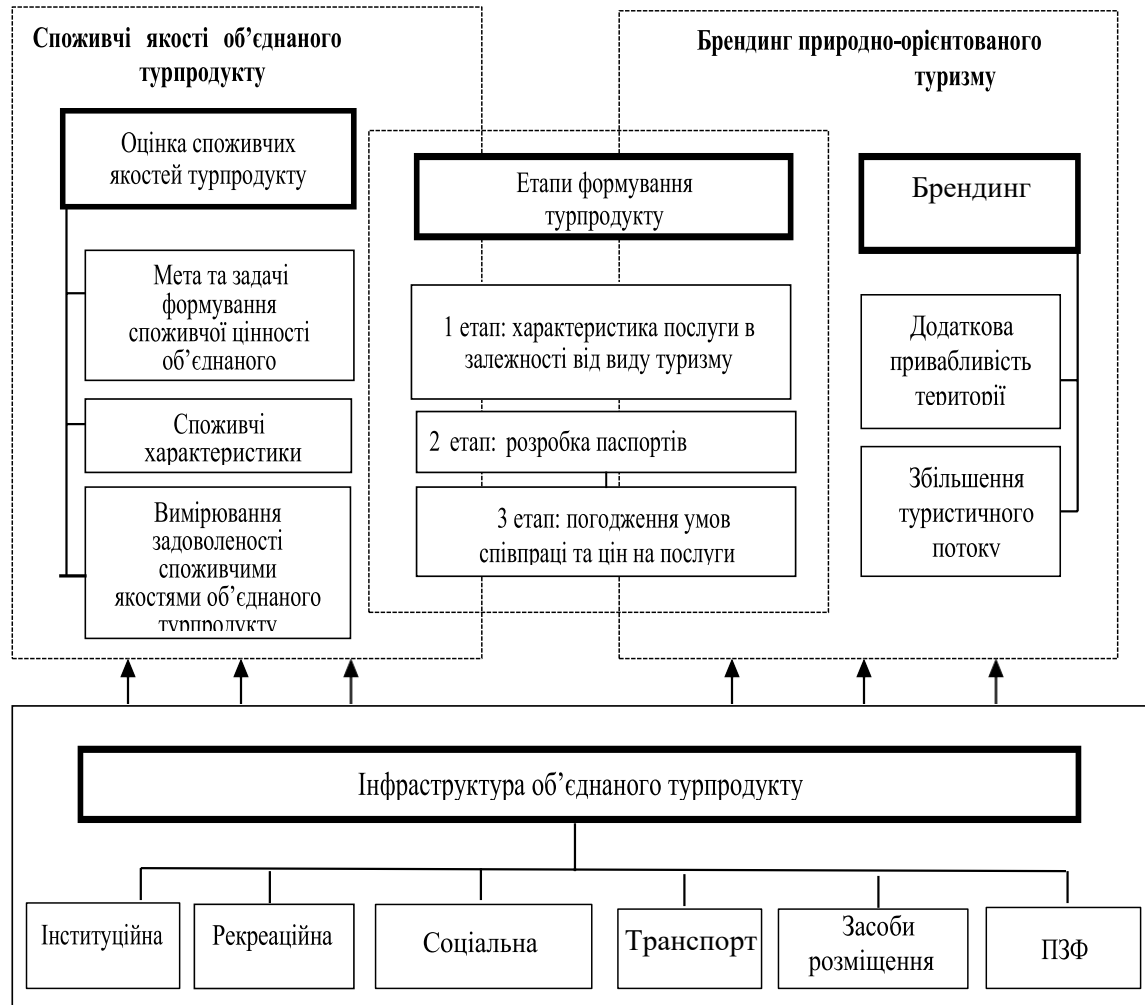 Споживчі якості об’єднаного
турпродукту
Оцінка споживчих
якостей турпродукту
Мета та задачі
формування
споживчої цінності
об’єднаного
Споживчі
характеристики
Вимірювання
задоволеності
споживчими
якостями об’єднаного
турпродукту
Етапи формування
турпродукту
1 етап: характеристика послуги в
залежності від виду туризму
2 етап: розробка паспортів
3 етап: погодження умов
співпраці та цін на послуги
Брендинг природно-орієнтованого
туризму
Брендинг
Додаткова
привабливість
території
Збільшення
туристичного
потоку
Інфраструктура об’єднаного турпродукту
Інституційна
Рекреаційна
Соціальна
Транспорт
Засоби
розміщення
ПЗФ